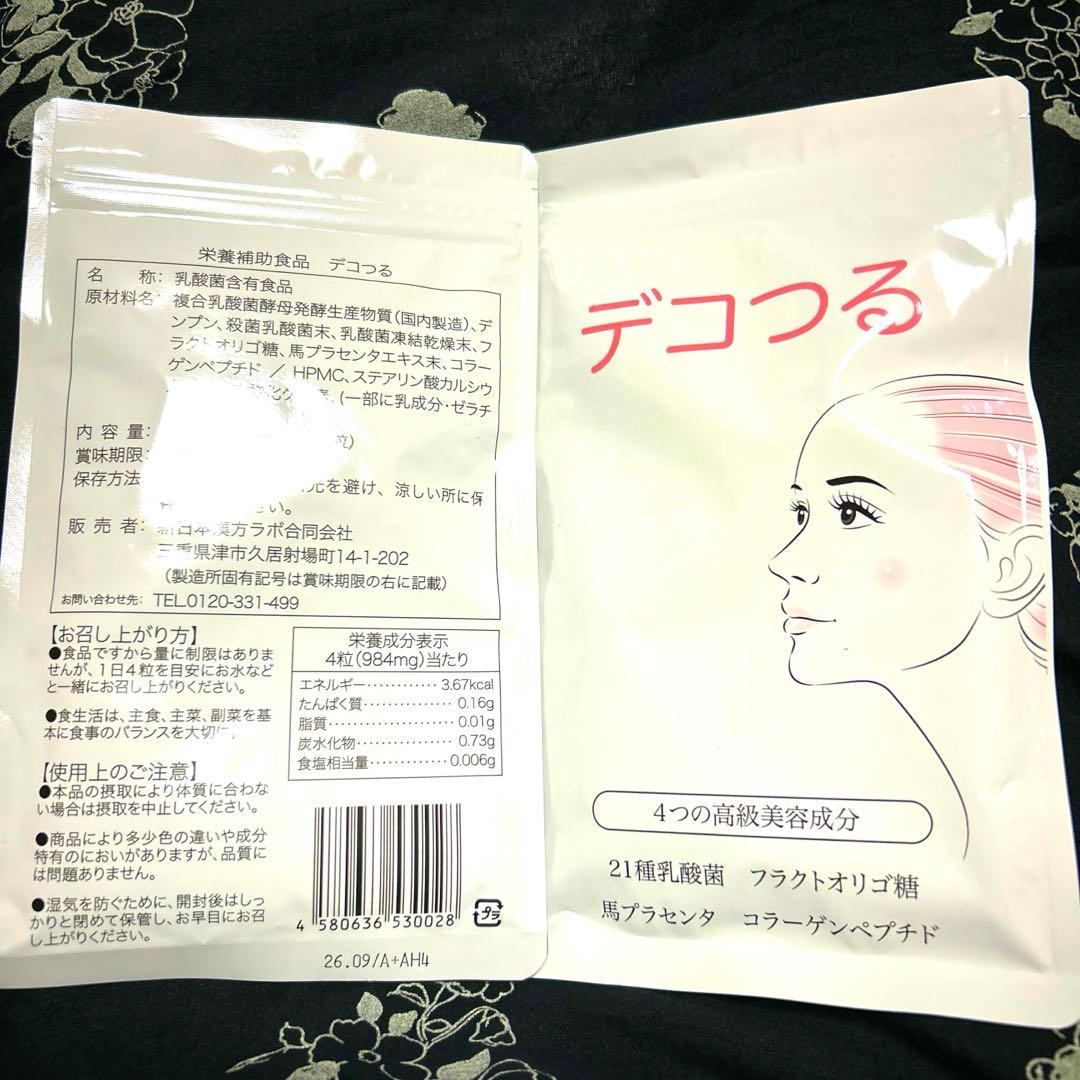 栄養補助食品 デコつる
名 称：乳酸菌含有食品
原材料名：複合乳酸菌酵母発酵生産物質（国内製造）、デ
ンプン、殺菌乳酸菌末、乳酸菌凍結乾燥末、フ
ラクトオリゴ糖、馬プラセンタエキス末、コラー
ゲンペプチド ／ HPMC、ステアリン酸カルシウ
（一部に乳成分・ゼラチ
内 容 量：
粒）
賞味期限：
保存方法
を避け、涼しい所に保
さい。
販 売 者：新日本漢方ラボ合同会社
三重県津市久居射場町14-1-202
（製造所固有記号は賞味期限の右に記載）
お問い合わせ先： TEL.0120-331-499
【お召し上がり方】
●食品ですから量に制限はありま
せんが、1日4粒を目安にお水など
と一緒にお召し上がりください。
●食生活は、主食、主菜、副菜を基
本に食事のバランスを大切に。
【使用上のご注意】
●本品の摂取により体質に合わな
い場合は摂取を中止してください。
●商品により多少色の違いや成分
特有のにおいがありますが、品質に
は問題ありません。
●湿気を防ぐために、開封後はしっ
かりと閉めて保管し、お早目にお召
し上がりください。
栄養成分表示
4粒（984mg）当たり
エネルギー………… 3.67kcal
たんぱく質………… 0.16g
脂質………… 0.01g
炭水化物………… 0.73g
食塩相当量………… 0.006g
4 580636 530028
プラ
26.09/A+AH4
デコつる
4つの高級美容成分
21種乳酸菌 フラクトオリゴ糖
馬プラセンタ コラーゲンペプチド